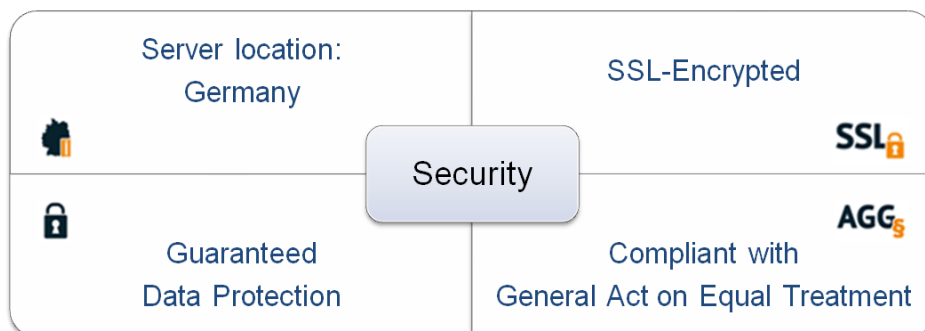 Server location:
Germany
SSL-Encrypted
SSL
Security
AGG§
Guaranteed
Data Protection
Compliant with
General Act on Equal Treatment